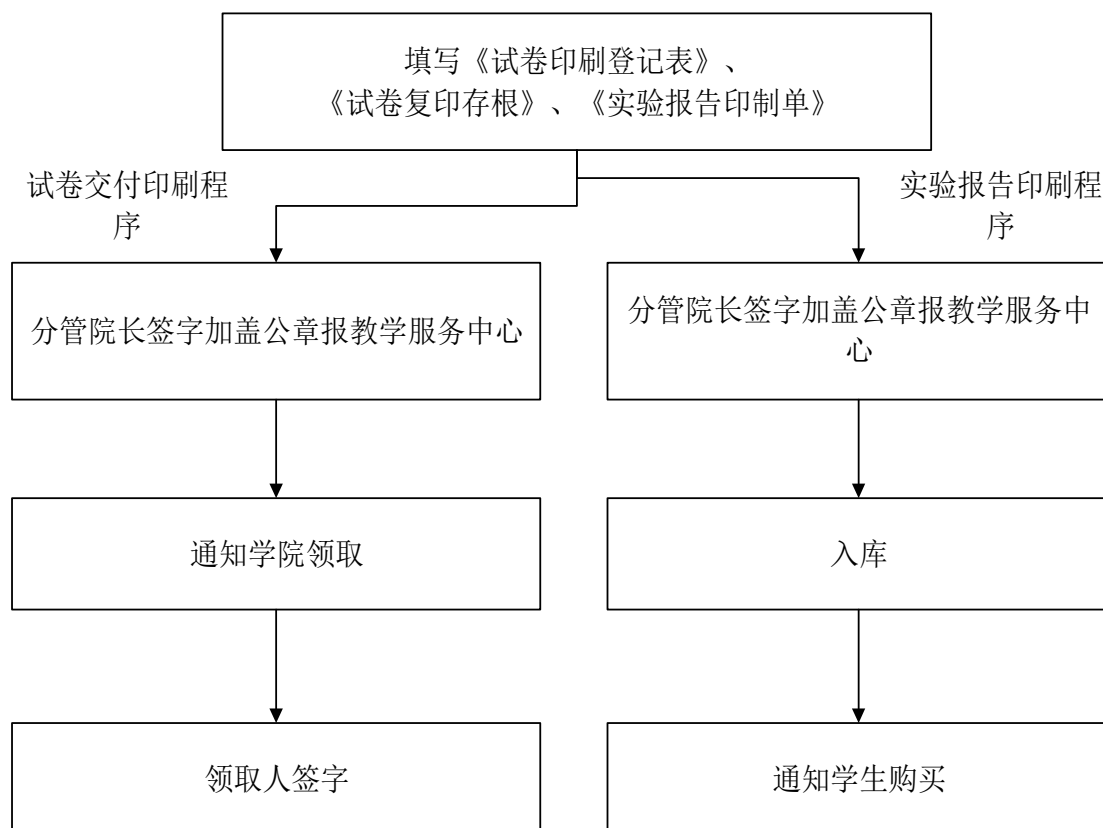 填写《试卷印刷登记表》、
《试卷复印存根》、《实验报告印制单》
试卷交付印刷程
序
实验报告印刷程
序
分管院长签字加盖公章报教学服务中心
分管院长签字加盖公章报教学服务中
心
通知学院领取
入库
领取人签字
通知学生购买